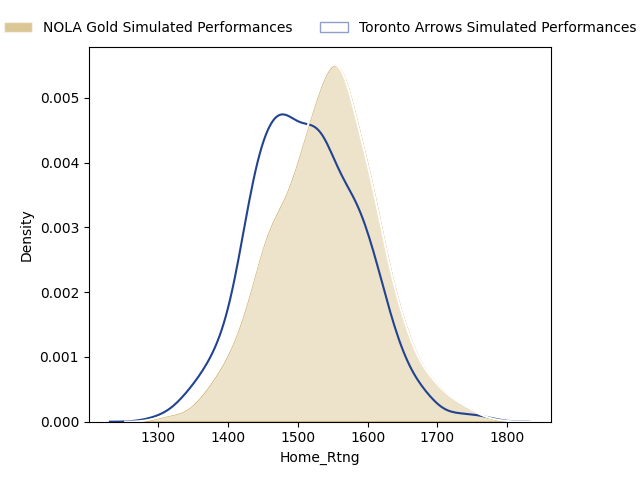 NOLA Gold Simulated Performances
Toronto Arrows Simulated Performances
0.005
0.004
0.003
0.002
0.001
0.000
Density
1300 1400 1500 1600 1700 1800
Home_Rtng